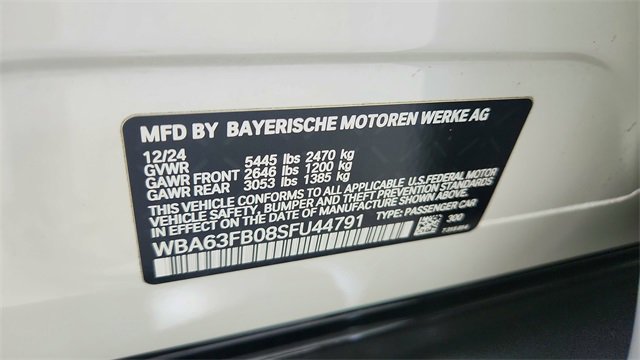 MFD BY BAYERISCHE MOTOREN WERKE AG
12/24
GVWR 5445 lbs 2470 kg
GAWR FRONT 2646 lbs 1200 kg
GAWR REAR 3053 lbs 1385 kg
THIS VEHICLE CONFORMS TO ALL APPLICABLE U.S.FEDERAL MOTOR
VEHICLE SAFETY, BUMPER, AND THEFT PREVENTION STANDARDS
IN EFFECT ON THE DATE OF MANUFACTURE SHOWN ABOVE.
WBA63FB08SFU44791 TYPE: PASSENGER CAR
300